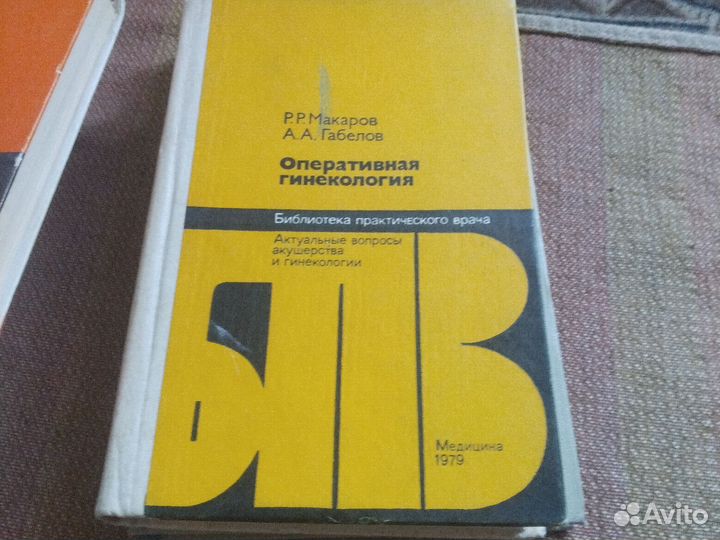 Р.Р. Макаров
А.А. Габелов
Оперативная
гинекология
Библиотека практического врача
Актуальные вопросы
акушерства
и гинекологии
БПВ
Медицина
1979
Avito